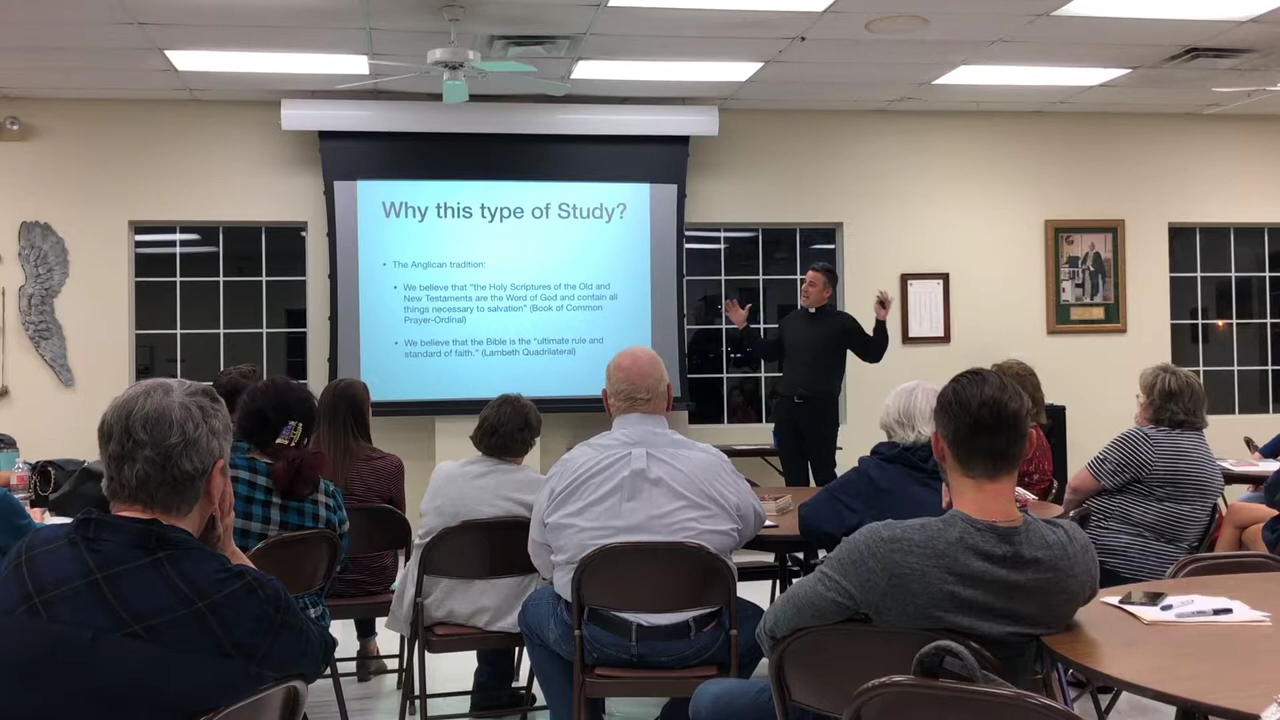 Why this type of Study?
• The Anglican tradition:
• We believe that "the Holy Scriptures of the Old and
New Testaments are the Word of God and contain all
things necessary to salvation" (Book of Common
Prayer-Ordinal)
• We believe that the Bible is the "ultimate rule and
standard of faith." (Lambeth Quadrilateral)